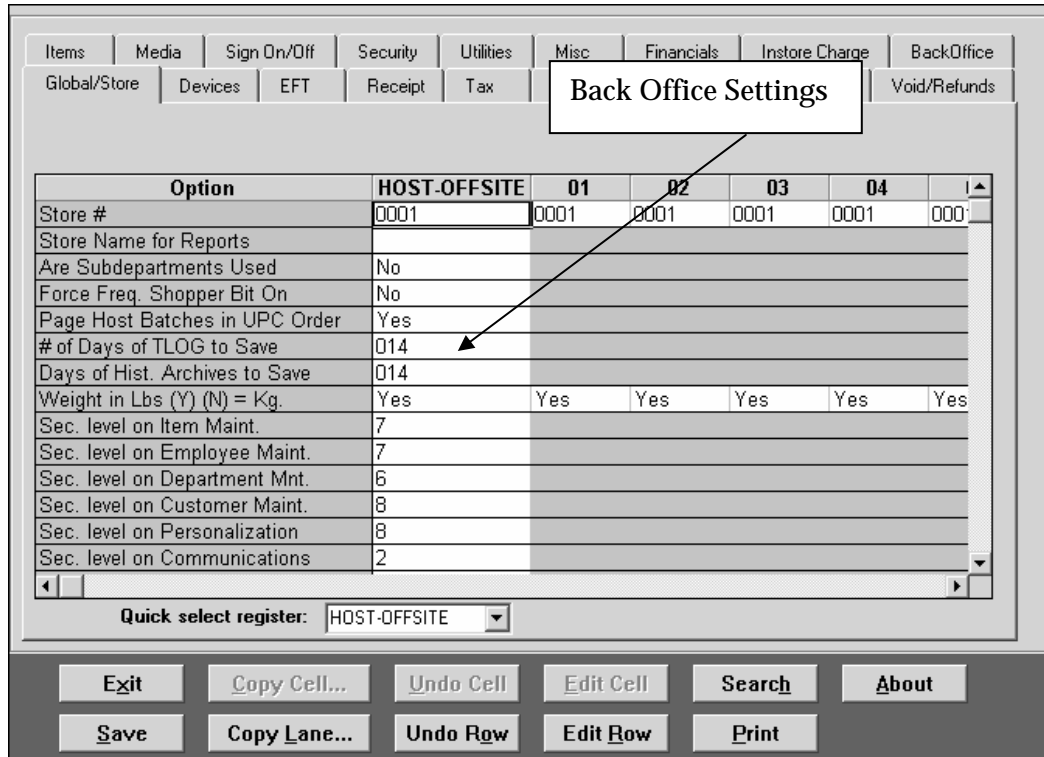 Items Media Sign On/Off Security Utilities Misc Financials Instore Charge BackOffice
Global/Store Devices EFT Receipt Tax Void/Refunds
Back Office Settings
Option HOST-OFFSITE 01 02 03 04
Store # 0001 0001 0001 0001 0001 000
Store Name for Reports
Are Subdepartments Used No
Force Freq. Shopper Bit On No
Page Host Batches in UPC Order Yes
# of Days of TLOG to Save 014
Days of Hist. Archives to Save 014
Weight in Lbs (Y) (N) = Kg. Yes Yes Yes Yes Yes Yes
Sec. level on Item Maint. 7
Sec. level on Employee Maint. 7
Sec. level on Department Mnt. 6
Sec. level on Customer Maint. 8
Sec. level on Personalization 8
Sec. level on Communications 2
Quick select register: HOST-OFFSITE
Exit Copy Cell... Undo Cell Edit Cell Search About
Save Copy Lane... Undo Row Edit Row Print